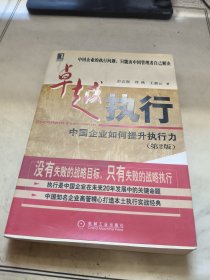 中国企业的执行问题，只能由中国管理者自己解决
卓越
执行
中国企业如何提升执行力
(第2版)
没有失败的战略目标，只有失败的战略执行
执行是中国企业在未来20年发展中的关键命题
中国知名企业高管精心打造本土执行实战经典
机械工业出版社